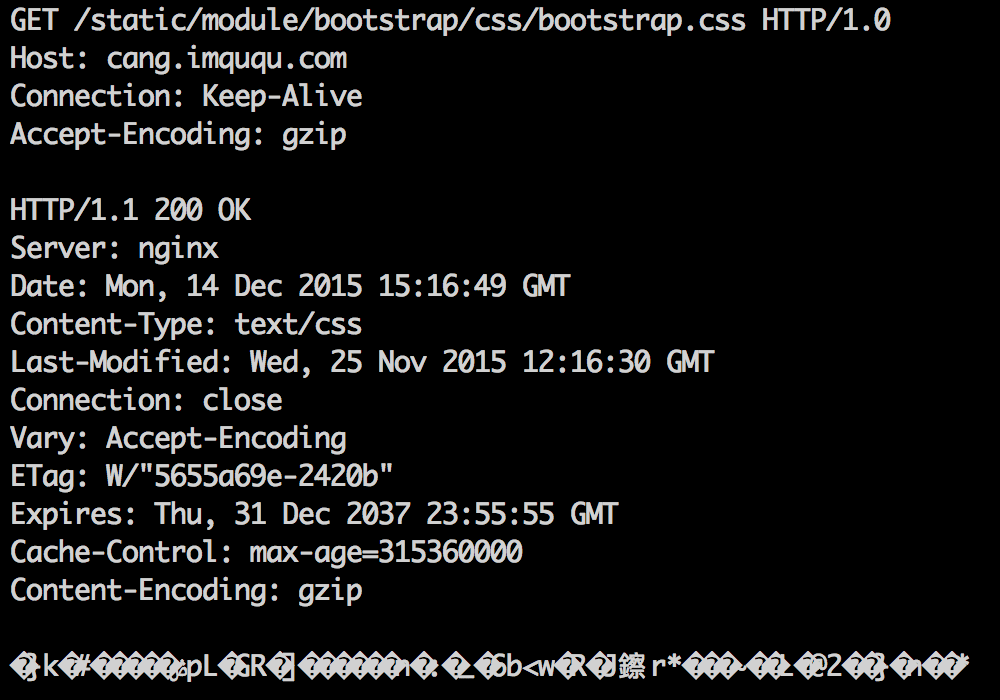 GET /static/module/bootstrap/css/bootstrap.css HTTP/1.0
Host: cang.imququ.com
Connection: Keep-Alive
Accept-Encoding: gzip

HTTP/1.1 200 OK
Server: nginx
Date: Mon, 14 Dec 2015 15:16:49 GMT
Content-Type: text/css
Last-Modified: Wed, 25 Nov 2015 12:16:30 GMT
Connection: close
Vary: Accept-Encoding
ETag: W/"5655a69e-2420b"
Expires: Thu, 31 Dec 2037 23:55:55 GMT
Cache-Control: max-age=315360000
Content-Encoding: gzip